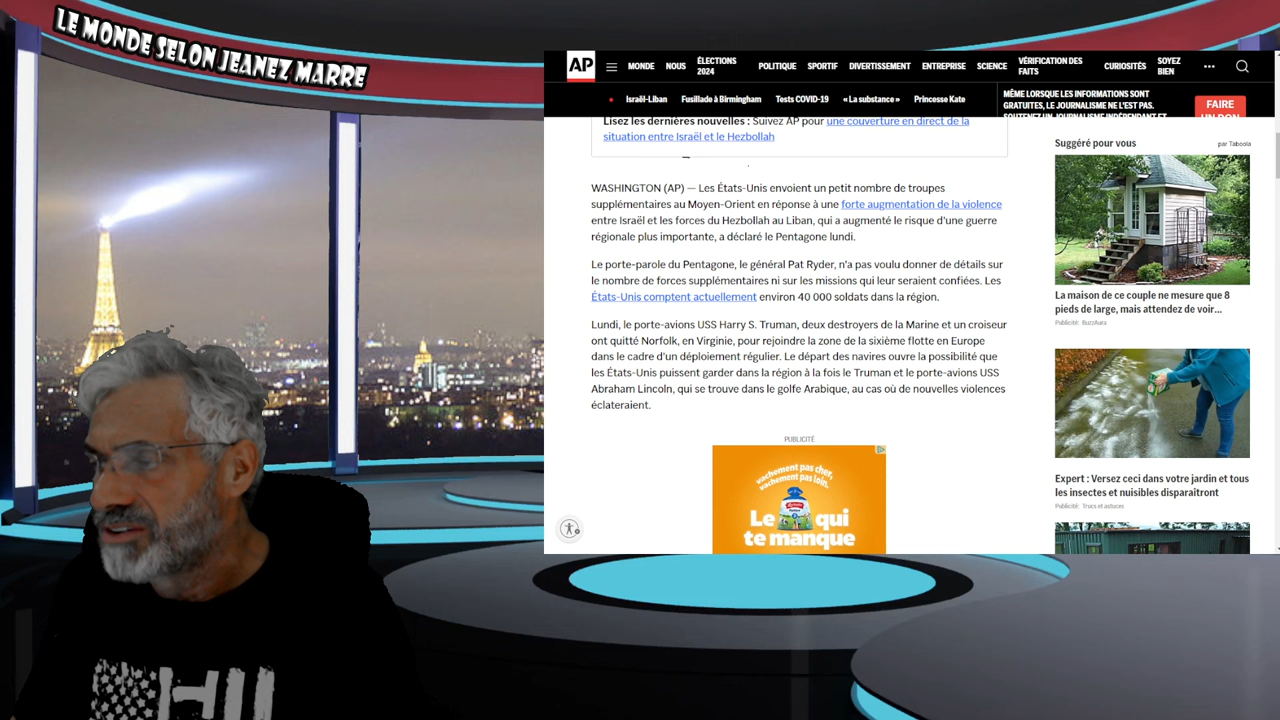 LE MONDE SELON JEANEZ MARRE
AP
MONDE
NOUS
ÉLECTIONS
2024
POLITIQUE
SPORTIF
DIVERTISSEMENT
ENTREPRISE
SCIENCE
VÉRIFICATION DES
FAITS
CURIOSITÉS
SOYEZ
BIEN
Israël-Liban
Fusillade à Birmingham
Tests COVID-19
« La substance »
Princesse Kate
MÊME LORSQUE LES INFORMATIONS SONT
GRATUITES, LE JOURNALISME NE L'EST PAS.
SOUTENEZ UN JOURNALISME INDÉPENDANT ET
FAIRE
UN DON
Lisez les dernières nouvelles : Suivez AP pour une couverture en direct de la
situation entre Israël et le Hezbollah
WASHINGTON (AP) — Les États-Unis envoient un petit nombre de troupes
supplémentaires au Moyen-Orient en réponse à une forte augmentation de la violence
entre Israël et les forces du Hezbollah au Liban, qui a augmenté le risque d'une guerre
régionale plus importante, a déclaré le Pentagone lundi.
Le porte-parole du Pentagone, le général Pat Ryder, n'a pas voulu donner de détails sur
le nombre de forces supplémentaires ni sur les missions qui leur seraient confiées. Les
États-Unis comptent actuellement environ 40 000 soldats dans la région.
Lundi, le porte-avions USS Harry S. Truman, deux destroyers de la Marine et un croiseur
ont quitté Norfolk, en Virginie, pour rejoindre la zone de la sixième flotte en Europe
dans le cadre d'un déploiement régulier. Le départ des navires ouvre la possibilité que
les États-Unis puissent garder dans la région à la fois le Truman et le porte-avions USS
Abraham Lincoln, qui se trouve dans le golfe Arabique, au cas où de nouvelles violences
éclateraient.
PUBLICITÉ
vachement pas cher,
vachement pas loin.
Le qui
te manque
Suggéré pour vous
par Taboola
La maison de ce couple ne mesure que 8
pieds de large, mais attendez de voir...
Publicité: BuzzAura
Expert : Versez ceci dans votre jardin et tous
les insectes et nuisibles disparaîtront
Publicité: Trucs et astuces